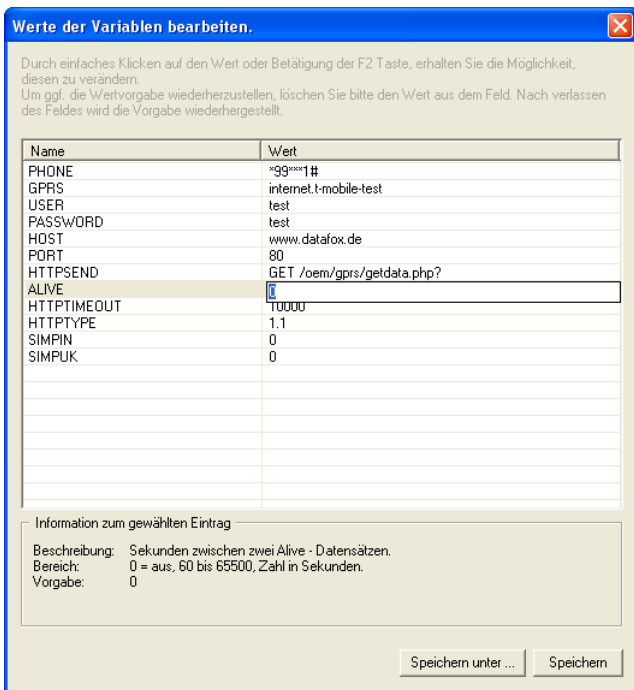 Werte der Variablen bearbeiten.
Durch einfaches Klicken auf den Wert oder Betätigung der F2 Taste, erhalten Sie die Möglichkeit,
diesen zu verändern.
Um ggf. die Wertvorgabe wiederherzustellen, löschen Sie bitte den Wert aus dem Feld. Nach verlassen
des Feldes wird die Vorgabe wiederhergestellt.
Name Wert
PHONE *99***1#
GPRS internet.t-mobile-test
USER test
PASSWORD test
HOST www.datafox.de
PORT 80
HTTPSEND GET /oem/gprs/getdata.php?
ALIVE 0
HTTPTIMEOUT 10000
HTTPTYPE 1.1
SIMPIN 0
SIMPUK 0
Information zum gewählten Eintrag
Beschreibung: Sekunden zwischen zwei Alive - Datensätzen.
Bereich: 0 = aus, 60 bis 65500, Zahl in Sekunden.
Vorgabe: 0
Speichern unter ... Speichern